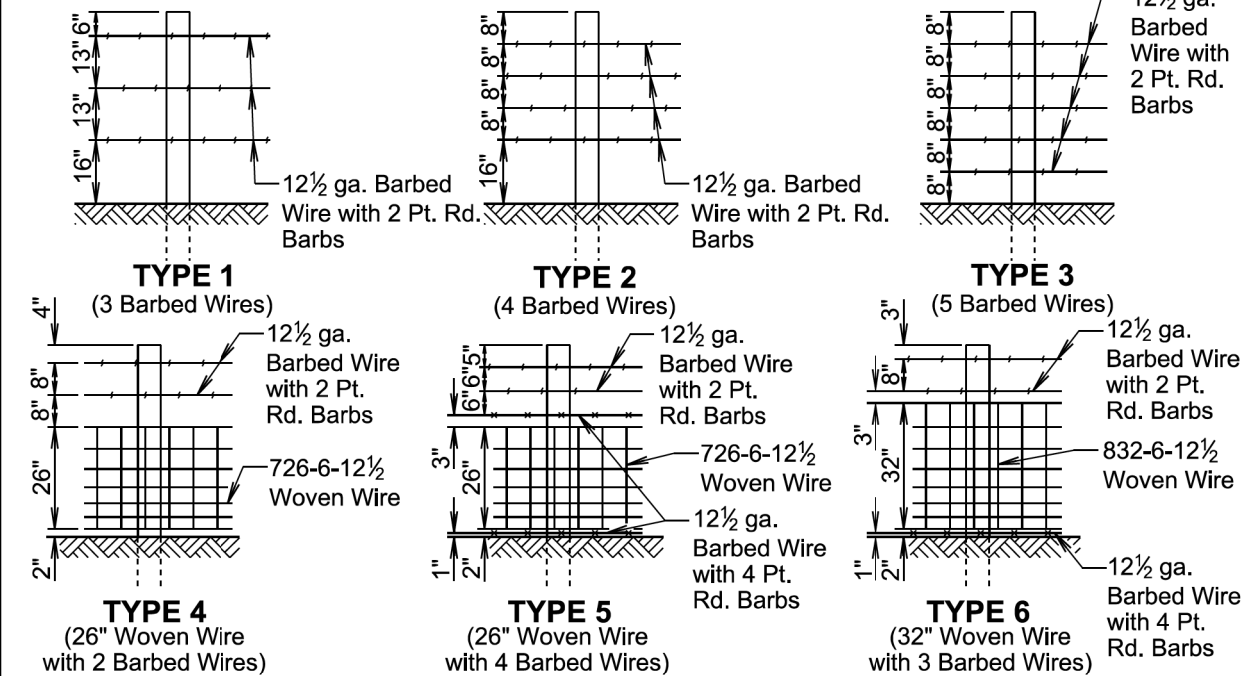 6"
13"
13"
16"
12½ ga. Barbed
Wire with 2 Pt. Rd.
Barbs
TYPE 1
(3 Barbed Wires)
8"
8"
8"
8"
16"
12½ ga. Barbed
Wire with 2 Pt. Rd.
Barbs
TYPE 2
(4 Barbed Wires)
8"
8"
8"
8"
8"
8"
12½ ga.
Barbed
Wire with
2 Pt. Rd.
Barbs
TYPE 3
(5 Barbed Wires)
4"
8"
8"
26"
2"
12½ ga.
Barbed Wire
with 2 Pt.
Rd. Barbs
726-6-12½
Woven Wire
TYPE 4
(26" Woven Wire
with 2 Barbed Wires)
5"
6"
6"
3"
26"
1"
2"
12½ ga.
Barbed Wire
with 2 Pt.
Rd. Barbs
726-6-12½
Woven Wire
12½ ga.
Barbed Wire
with 4 Pt.
Rd. Barbs
TYPE 5
(26" Woven Wire
with 4 Barbed Wires)
3"
8"
3"
32"
1"
2"
12½ ga.
Barbed Wire
with 2 Pt.
Rd. Barbs
832-6-12½
Woven Wire
12½ ga.
Barbed Wire
with 4 Pt.
Rd. Barbs
TYPE 6
(32" Woven Wire
with 3 Barbed Wires)